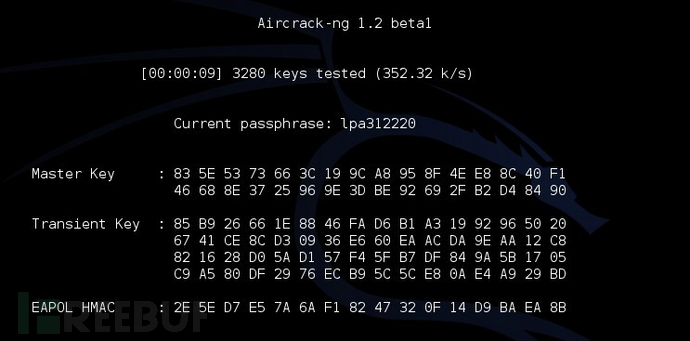 Aircrack-ng 1.2 beta1
[00:00:09] 3280 keys tested (352.32 k/s)
Current passphrase: lpa312220
Master Key : 83 5E 53 73 66 3C 19 9C A8 95 8F 4E E8 8C 40 F1
46 68 8E 37 25 96 9E 3D BE 92 69 2F B2 D4 84 90
Transient Key : 85 B9 26 66 1E 88 46 FA D6 B1 A3 19 92 96 50 20
67 41 CE 8C D3 09 36 E6 60 EA AC DA 9E AA 12 C8
82 16 28 D0 5A D1 57 F4 5F B7 DF 84 9A 5B 17 05
C9 A5 80 DF 29 76 EC B9 5C 5C E8 0A E4 A9 29 BD
EAPOL HMAC : 2E 5E D7 E5 7A 6A F1 82 47 32 0F 14 D9 BA EA 8B
FREEBUF